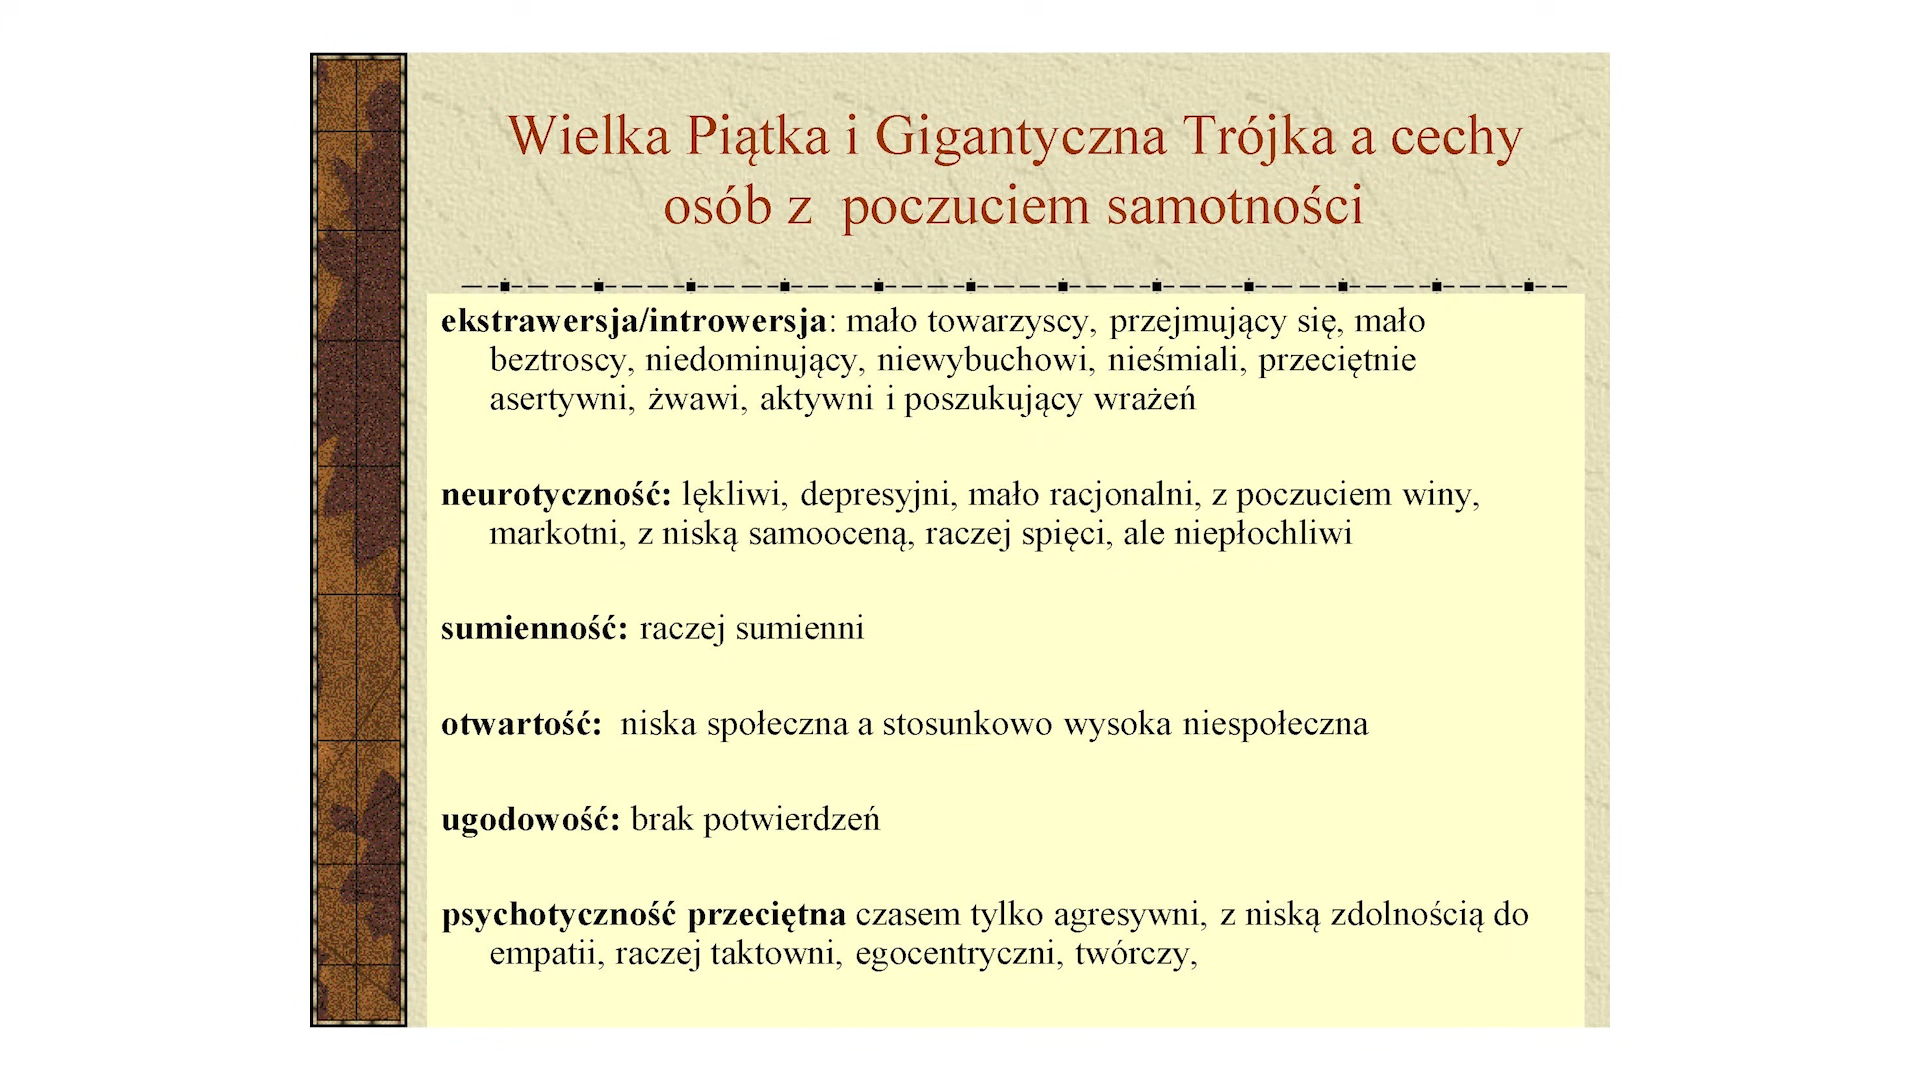 Wielka Piątka i Gigantyczna Trójka a cechy
osób z  poczuciem samotności
ekstrawersja/introwersja: mało towarzyscy, przejmujący się, mało
beztroscy, niedominujący, niewybuchowi, nieśmiali, przeciętnie
asertywni, żwawi, aktywni i poszukujący wrażeń
neurotyczność: lękliwi, depresyjni, mało racjonalni, z poczuciem winy,
markotni, z niską samooceną, raczej spięci, ale niepłochliwi
sumienność: raczej sumienni
otwartość:  niska społeczna a stosunkowo wysoka niespołeczna
ugodowość: brak potwierdzeń
psychotyczność przeciętna czasem tylko agresywni, z niską zdolnością do
empatii, raczej taktowni, egocentryczni, twórczy,